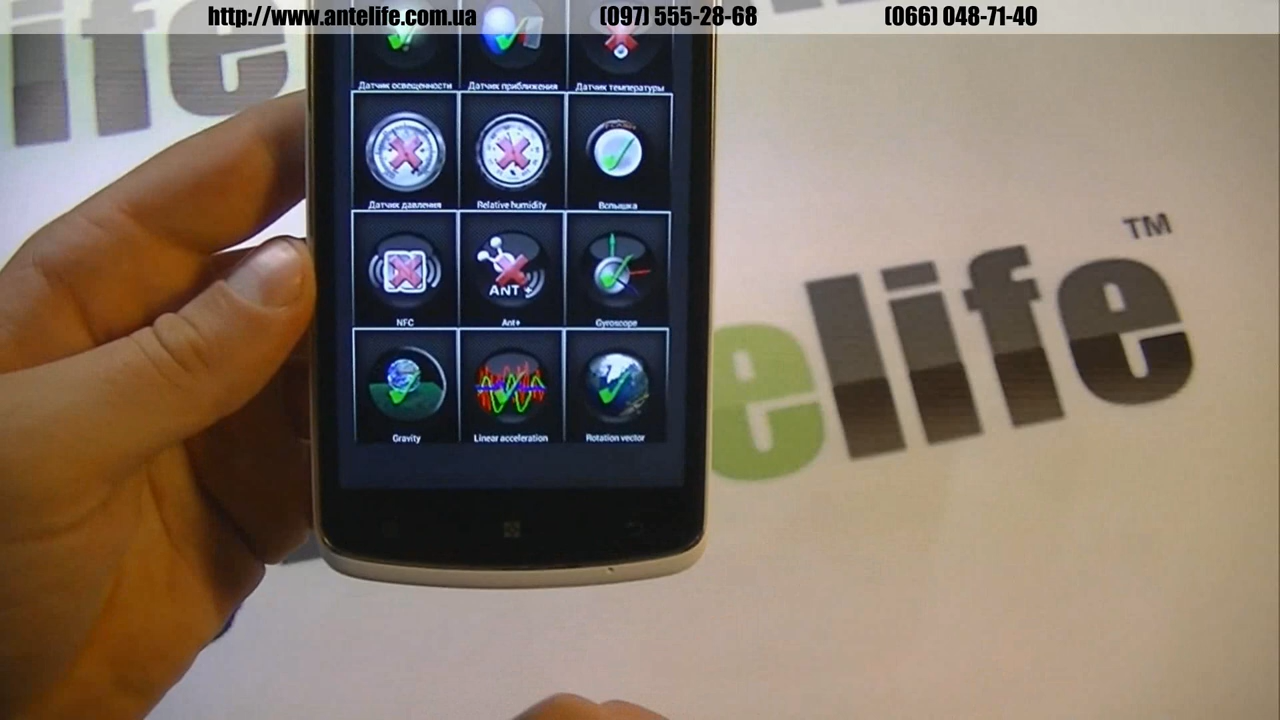 http://www.antelife.com.ua (097) 555-28-68 (066) 048-71-40
ife
Датчик освещенности Датчик приближения Датчик температуры
Датчик давления Relative humidity Вспышка
ANT+
NFC Ant+ Gyroscope
Gravity Linear acceleration Rotation vector
elife TM